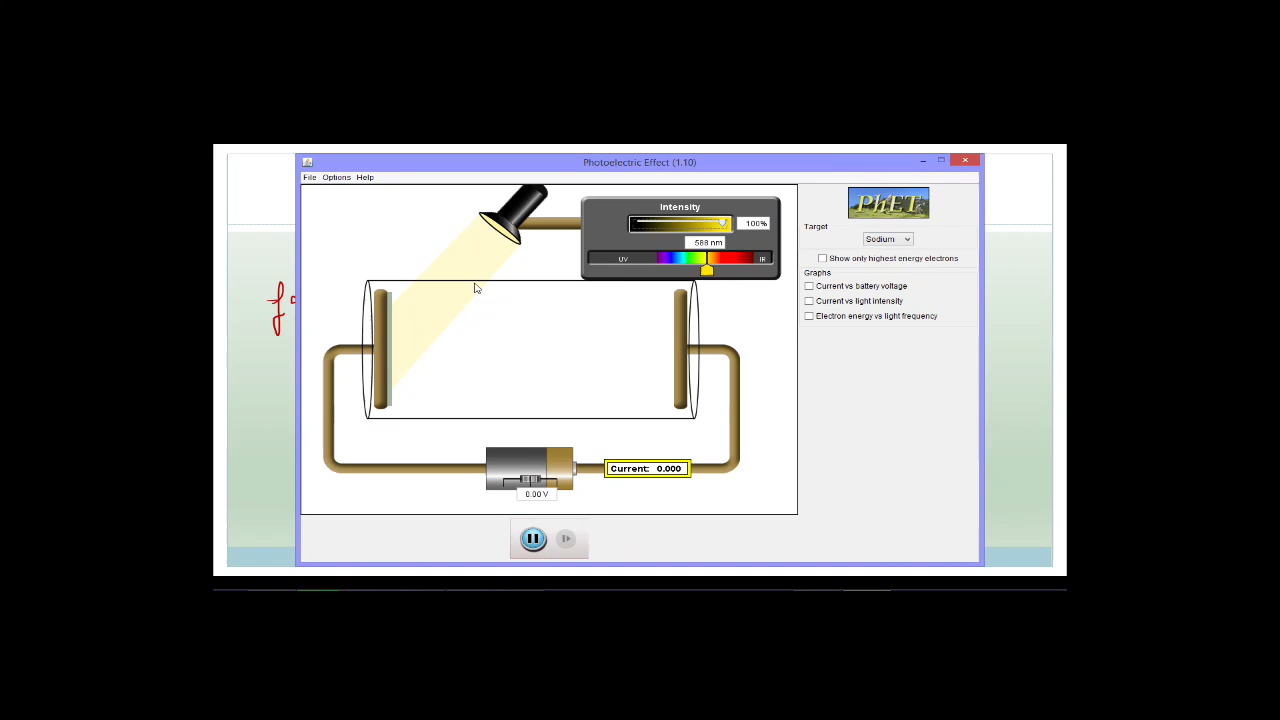 Photoelectric Effect (1.10)
File Options Help
PhET
Intensity
100%
588 nm
UV IR
Target
Sodium
Show only highest energy electrons
Graphs
Current vs battery voltage
Current vs light intensity
Electron energy vs light frequency
f
Current: 0.000
0.00 V